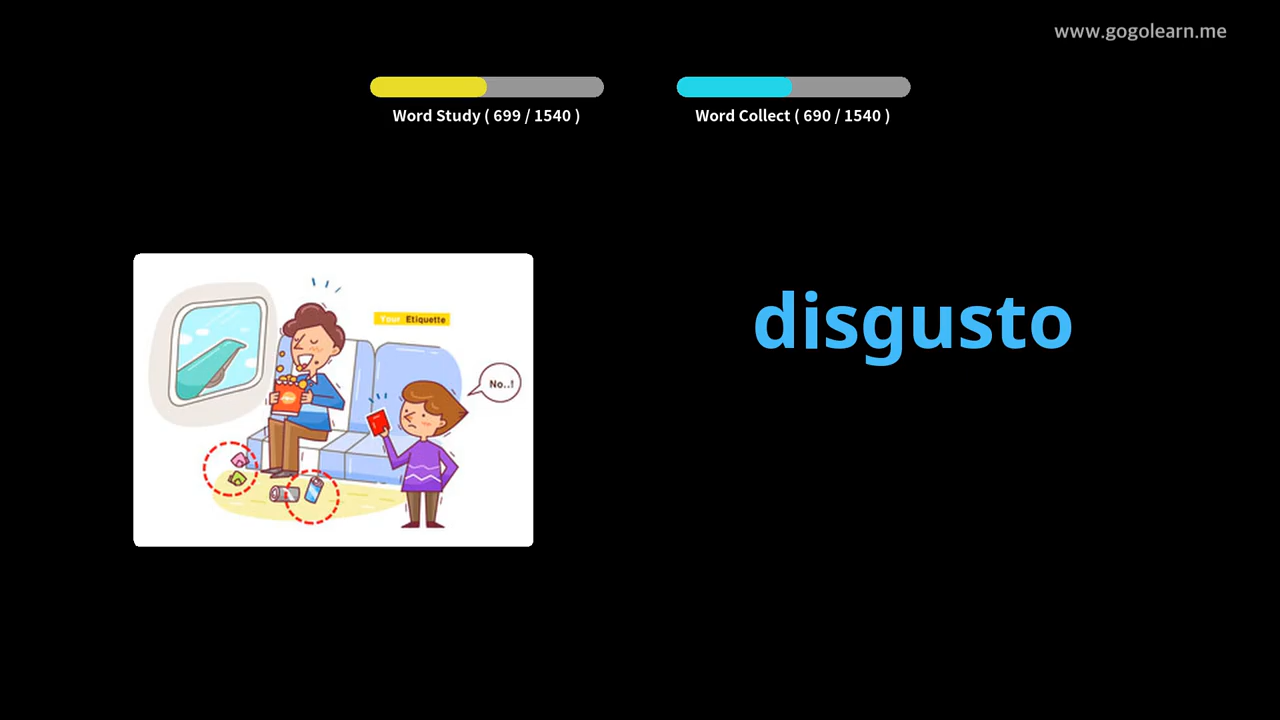 www.gogolearn.me
Word Study ( 699 / 1540 )
Word Collect ( 690 / 1540 )
Your Etiquette
No..!
disgusto